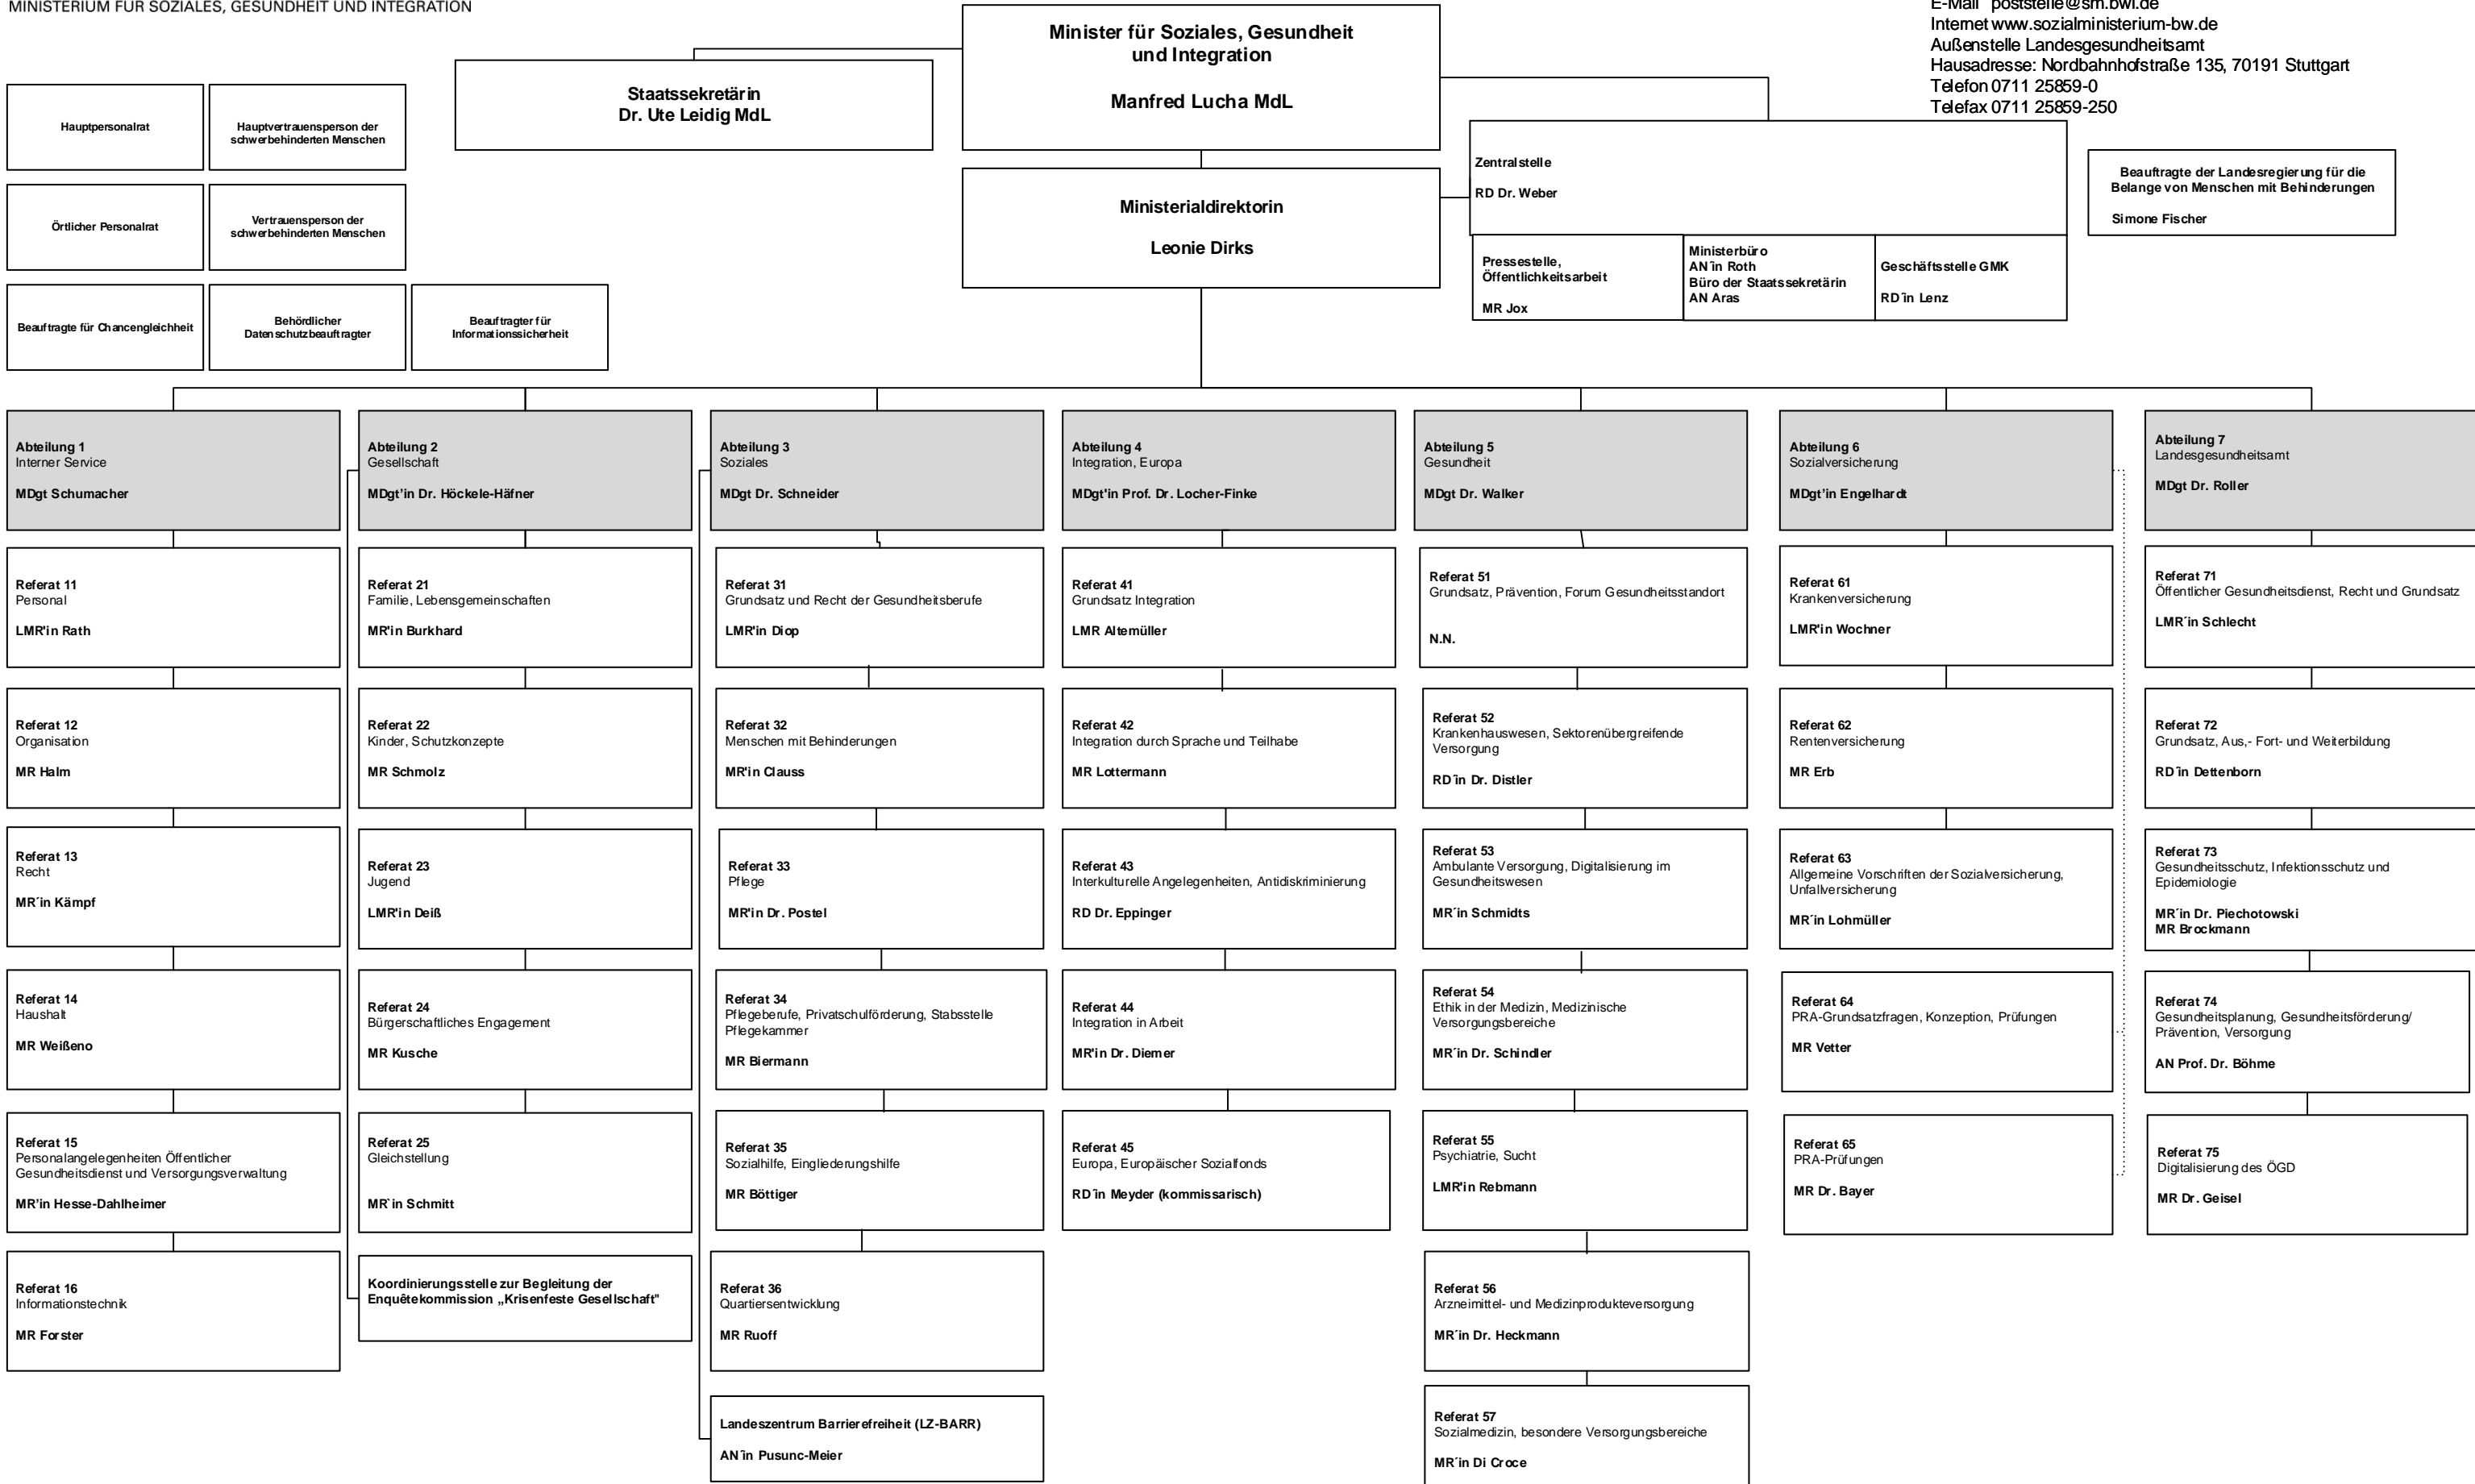 MINISTERIUM FÜR SOZIALES, GESUNDHEIT UND INTEGRATION
E-Mail poststelle@sm.bwl.de
Internet www.sozialministerium-bw.de
Außenstelle Landesgesundheitsamt
Hausadresse: Nordbahnhofstraße 135, 70191 Stuttgart
Telefon 0711 25859-0
Telefax 0711 25859-250
Minister für Soziales, Gesundheit
und Integration
Manfred Lucha MdL
Staatssekretärin
Dr. Ute Leidig MdL
Ministerialdirektorin
Leonie Dirks
Zentralstelle
RD Dr. Weber
Pressestelle,
Öffentlichkeitsarbeit
MR Jox
Ministerbüro
AN´in Roth
Büro der Staatssekretärin
AN Aras
Geschäftsstelle GMK
RD´in Lenz
Beauftragte der Landesregierung für die
Belange von Menschen mit Behinderungen
Simone Fischer
Hauptpersonalrat
Hauptvertrauensperson der
schwerbehinderten Menschen
Örtlicher Personalrat
Vertrauensperson der
schwerbehinderten Menschen
Beauftragte für Chancengleichheit
Behördlicher
Datenschutzbeauftragter
Beauftragter für
Informationssicherheit
Abteilung 1
Interner Service
MDgt Schumacher
Referat 11
Personal
LMR'in Rath
Referat 12
Organisation
MR Halm
Referat 13
Recht
MR´in Kämpf
Referat 14
Haushalt
MR Weißeno
Referat 15
Personalangelegenheiten Öffentlicher
Gesundheitsdienst und Versorgungsverwaltung
MR’in Hesse-Dahlheimer
Referat 16
Informationstechnik
MR Forster
Abteilung 2
Gesellschaft
MDgt’in Dr. Höckele-Häfner
Referat 21
Familie, Lebensgemeinschaften
MR'in Burkhard
Referat 22
Kinder, Schutzkonzepte
MR Schmolz
Referat 23
Jugend
LMR'in Deiß
Referat 24
Bürgerschaftliches Engagement
MR Kusche
Referat 25
Gleichstellung
MR`in Schmitt
Koordinierungsstelle zur Begleitung der
Enquêtekommission „Krisenfeste Gesellschaft"
Abteilung 3
Soziales
MDgt Dr. Schneider
Referat 31
Grundsatz und Recht der Gesundheitsberufe
LMR'in Diop
Referat 32
Menschen mit Behinderungen
MR'in Clauss
Referat 33
Pflege
MR'in Dr. Postel
Referat 34
Pflegeberufe, Privatschulförderung, Stabsstelle
Pflegekammer
MR Biermann
Referat 35
Sozialhilfe, Eingliederungshilfe
MR Böttiger
Referat 36
Quartiersentwicklung
MR Ruoff
Landeszentrum Barrierefreiheit (LZ-BARR)
AN´in Pusunc-Meier
Abteilung 4
Integration, Europa
MDgt'in Prof. Dr. Locher-Finke
Referat 41
Grundsatz Integration
LMR Altemüller
Referat 42
Integration durch Sprache und Teilhabe
MR Lottermann
Referat 43
Interkulturelle Angelegenheiten, Antidiskriminierung
RD Dr. Eppinger
Referat 44
Integration in Arbeit
MR'in Dr. Diemer
Referat 45
Europa, Europäischer Sozialfonds
RD´in Meyder (kommissarisch)
Abteilung 5
Gesundheit
MDgt Dr. Walker
Referat 51
Grundsatz, Prävention, Forum Gesundheitsstandort
N.N.
Referat 52
Krankenhauswesen, Sektorenübergreifende
Versorgung
RD´in Dr. Distler
Referat 53
Ambulante Versorgung, Digitalisierung im
Gesundheitswesen
MR´in Schmidts
Referat 54
Ethik in der Medizin, Medizinische
Versorgungsbereiche
MR´in Dr. Schindler
Referat 55
Psychiatrie, Sucht
LMR'in Rebmann
Referat 56
Arzneimittel- und Medizinprodukteversorgung
MR´in Dr. Heckmann
Referat 57
Sozialmedizin, besondere Versorgungsbereiche
MR´in Di Croce
Abteilung 6
Sozialversicherung
MDgt’in Engelhardt
Referat 61
Krankenversicherung
LMR'in Wochner
Referat 62
Rentenversicherung
MR Erb
Referat 63
Allgemeine Vorschriften der Sozialversicherung,
Unfallversicherung
MR´in Lohmüller
Referat 64
PRA-Grundsatzfragen, Konzeption, Prüfungen
MR Vetter
Referat 65
PRA-Prüfungen
MR Dr. Bayer
Abteilung 7
Landesgesundheitsamt
MDgt Dr. Roller
Referat 71
Öffentlicher Gesundheitsdienst, Recht und Grundsatz
LMR´in Schlecht
Referat 72
Grundsatz, Aus,- Fort- und Weiterbildung
RD´in Dettenborn
Referat 73
Gesundheitsschutz, Infektionsschutz und
Epidemiologie
MR´in Dr. Piechotowski
MR Brockmann
Referat 74
Gesundheitsplanung, Gesundheitsförderung/
Prävention, Versorgung
AN Prof. Dr. Böhme
Referat 75
Digitalisierung des ÖGD
MR Dr. Geisel